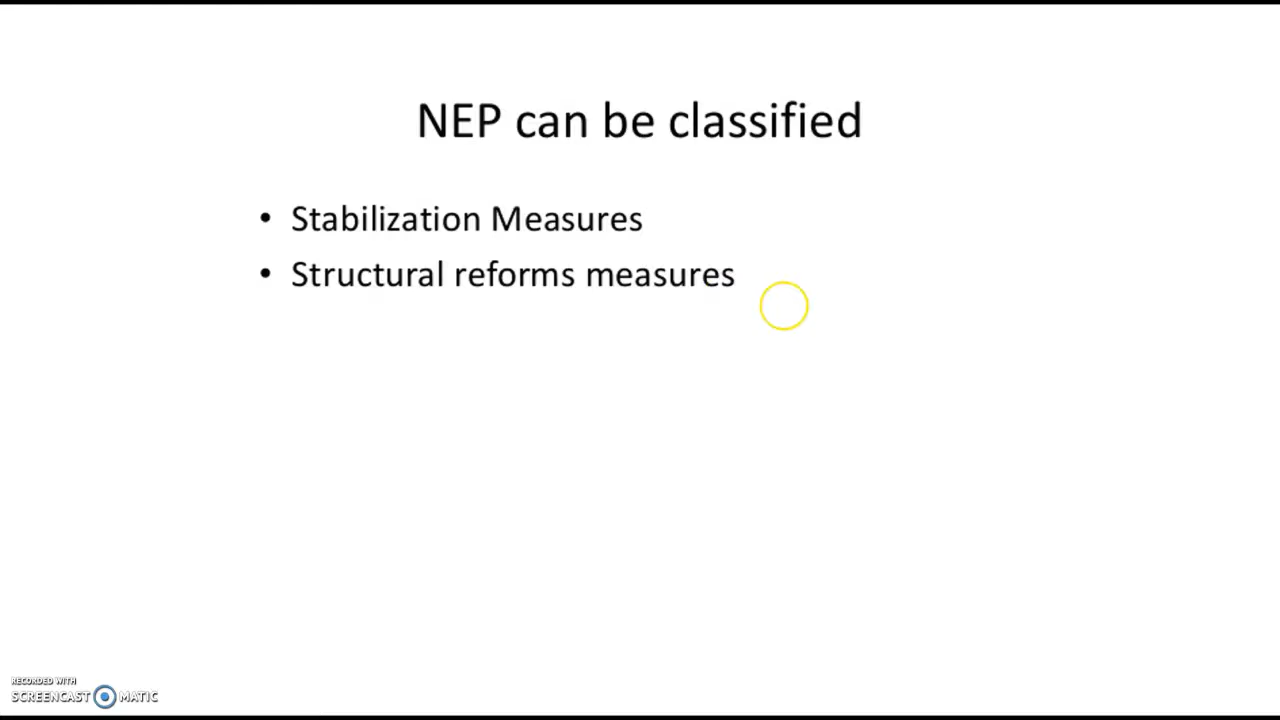 NEP can be classified
• Stabilization Measures
• Structural reforms measures
RECORDED WITH
SCREENCAST MATIC